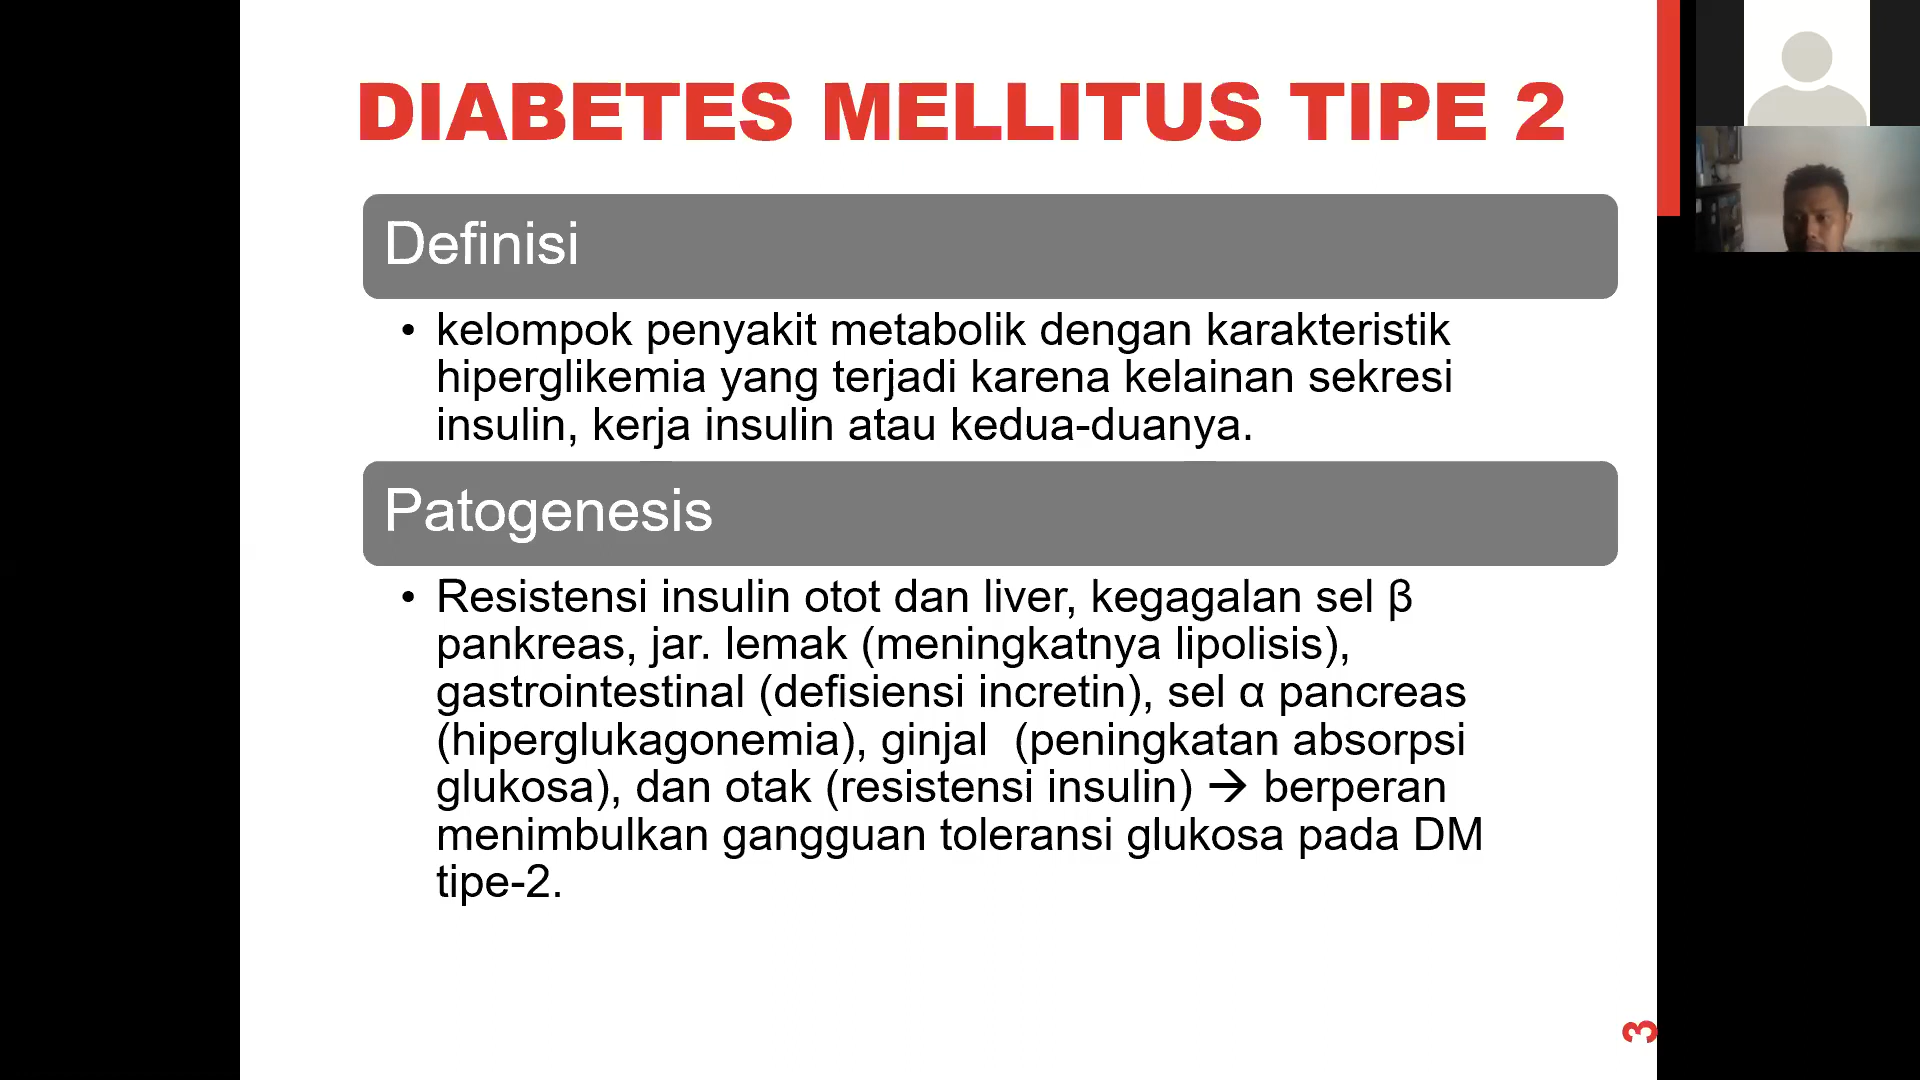 DIABETES MELLITUS TIPE 2
Definisi
• kelompok penyakit metabolik dengan karakteristik
hiperglikemia yang terjadi karena kelainan sekresi
insulin, kerja insulin atau kedua-duanya.
Patogenesis
• Resistensi insulin otot dan liver, kegagalan sel β
pankreas, jar. lemak (meningkatnya lipolisis),
gastrointestinal (defisiensi incretin), sel α pancreas
(hiperglukagonemia), ginjal  (peningkatan absorpsi
glukosa), dan otak (resistensi insulin) → berperan
menimbulkan gangguan toleransi glukosa pada DM
tipe-2.
3